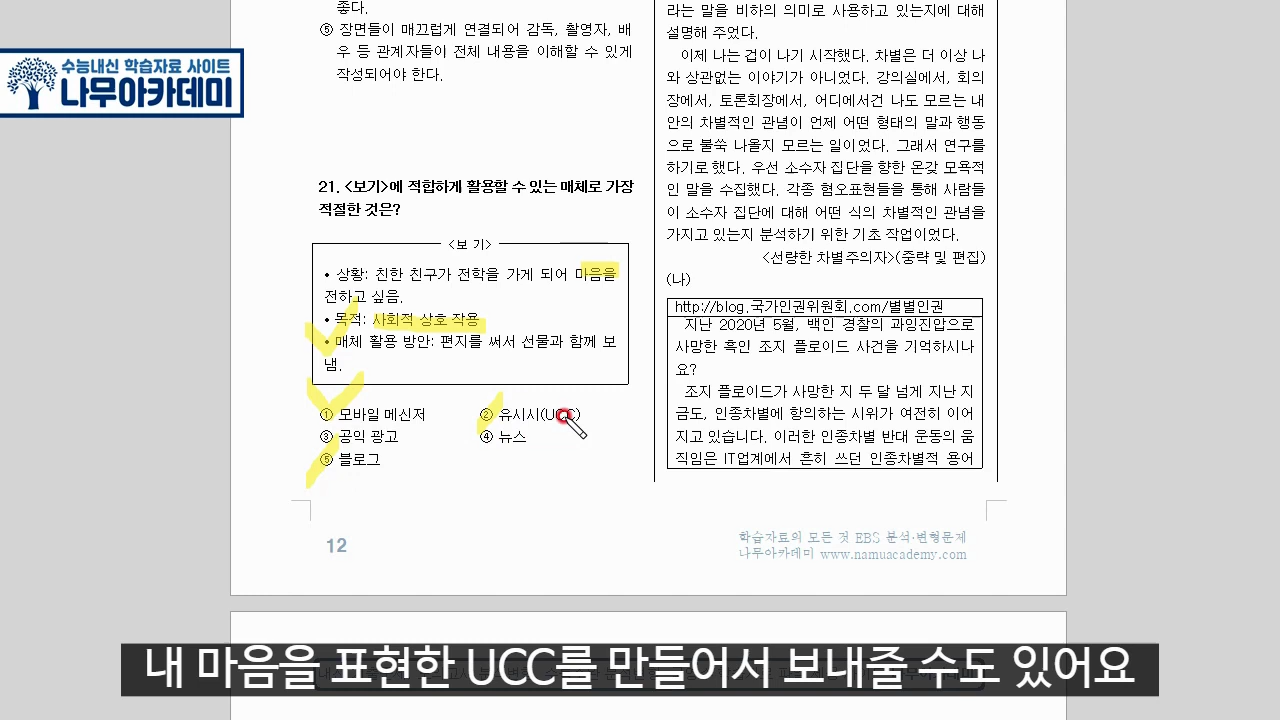 수능내신 학습자료 사이트
나무아카데미
좋다.
⑤ 장면들이 매끄럽게 연결되어 감독, 촬영자, 배
우 등 관계자들이 전체 내용을 이해할 수 있게
작성되어야 한다.
21. <보기>에 적합하게 활용할 수 있는 매체로 가장
적절한 것은?
<보 기>
• 상황: 친한 친구가 전학을 가게 되어 마음을
전하고 싶음.
• 목적: 사회적 상호 작용
• 매체 활용 방안: 편지를 써서 선물과 함께 보
냄.
① 모바일 메신저 ② 유시시(UCC)
③ 공익 광고 ④ 뉴스
⑤ 블로그
라는 말을 비하의 의미로 사용하고 있는지에 대해
설명해 주었다.
이제 나는 겁이 나기 시작했다. 차별은 더 이상 나
와 상관없는 이야기가 아니었다. 강의실에서, 회의
장에서, 토론회장에서, 어디에서건 나도 모르는 내
안의 차별적인 관념이 언제 어떤 형태의 말과 행동
으로 불쑥 나올지 모르는 일이었다. 그래서 연구를
하기로 했다. 우선 소수자 집단을 향한 온갖 모욕적
인 말을 수집했다. 각종 혐오표현들을 통해 사람들
이 소수자 집단에 대해 어떤 식의 차별적인 관념을
가지고 있는지 분석하기 위한 기초 작업이었다.
<선량한 차별주의자>(중략 및 편집)
(나)
http://blog.국가인권위원회.com/별별인권
지난 2020년 5월, 백인 경찰의 과잉진압으로
사망한 흑인 조지 플로이드 사건을 기억하시나
요?
조지 플로이드가 사망한 지 두 달 넘게 지난 지
금도, 인종차별에 항의하는 시위가 여전히 이어
지고 있습니다. 이러한 인종차별 반대 운동의 움
직임은 IT업계에서 흔히 쓰던 인종차별적 용어
12
학습자료의 모든 것 EBS 분석·변형문제
나무아카데미 www.namuacademy.com
내 마음을 표현한 UCC를 만들어서 보내줄 수도 있어요